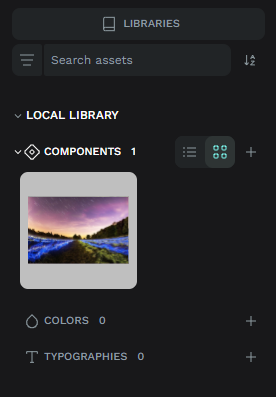 LIBRARIES
Search assets
LOCAL LIBRARY
COMPONENTS 1
COLORS 0
TYPOGRAPHIES 0